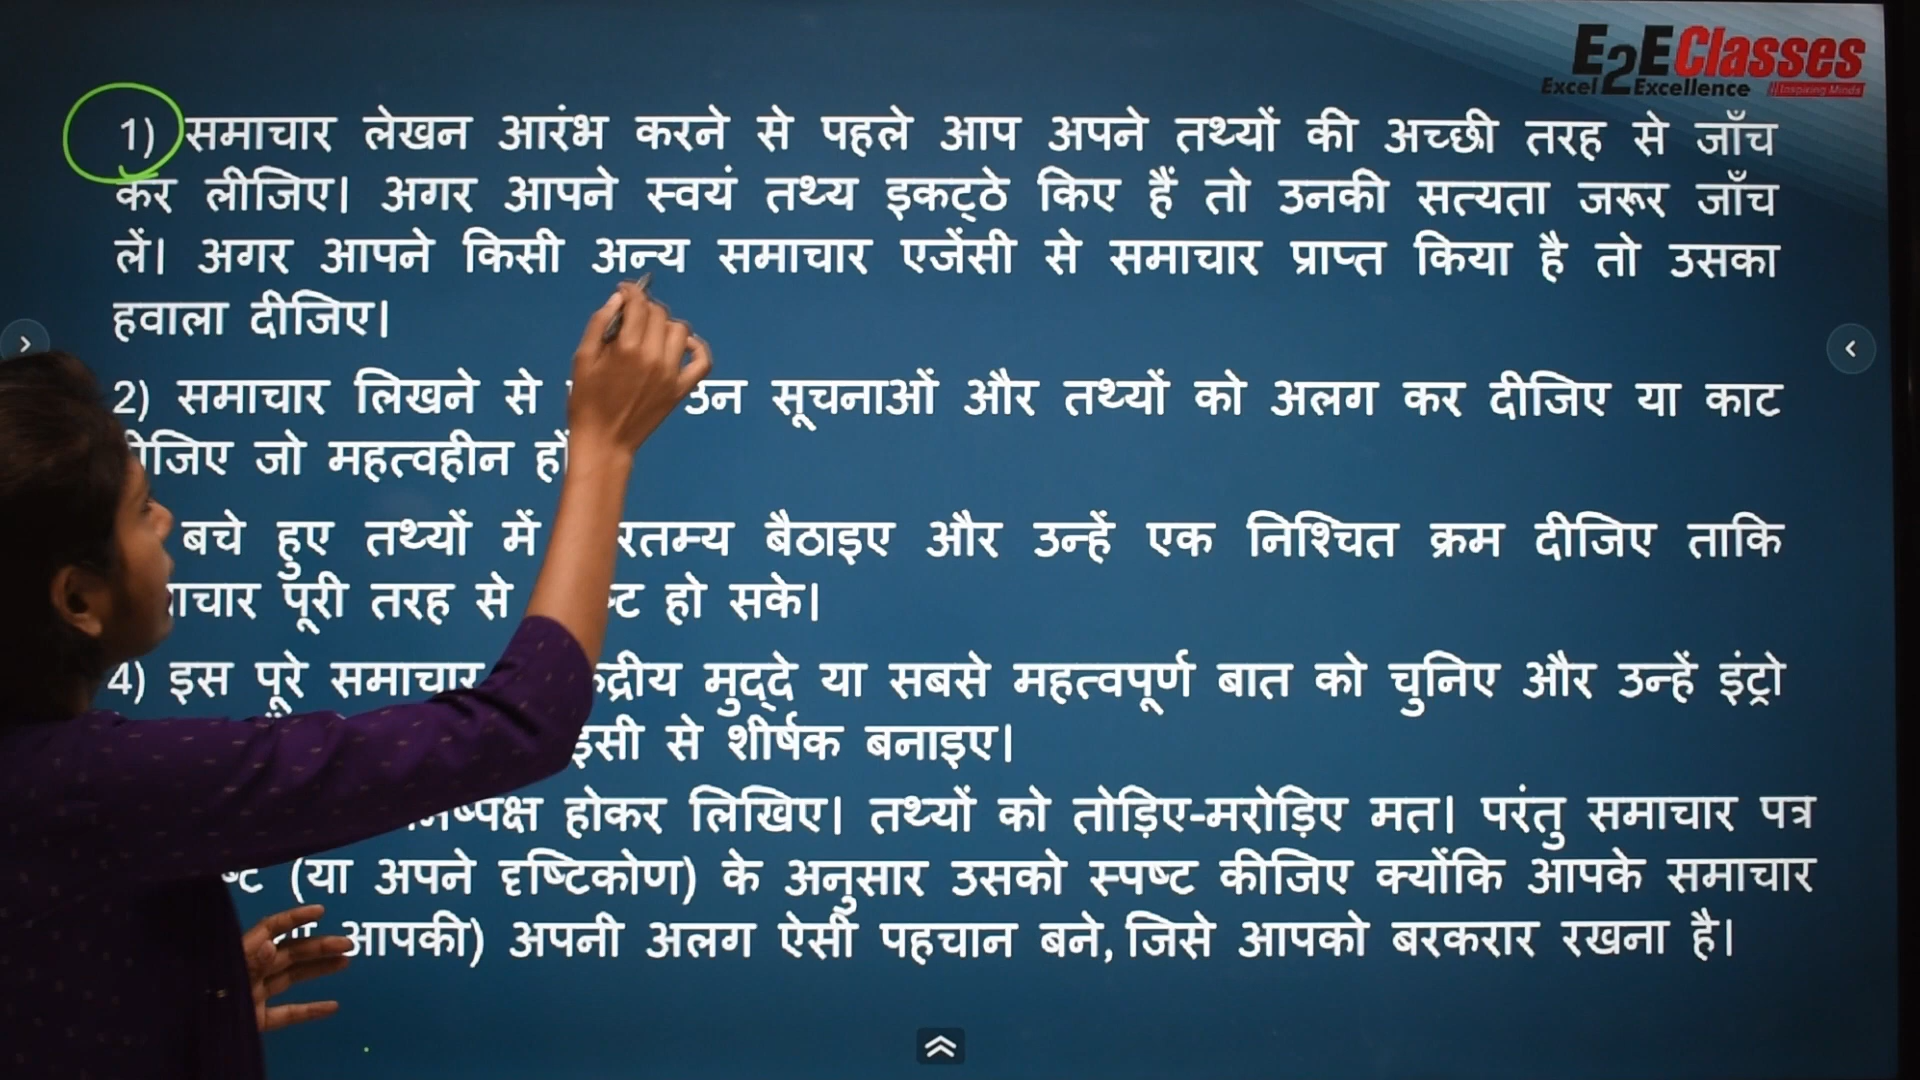 E2E Classes
Excel 2 Excellence Inspiring Minds
1) समाचार लेखन आरंभ करने से पहले आप अपने तथ्यों की अच्छी तरह से जाँच
कर लीजिए। अगर आपने स्वयं तथ्य इकट्ठे किए हैं तो उनकी सत्यता जरूर जाँच
लें। अगर आपने किसी अन्य समाचार एजेंसी से समाचार प्राप्त किया है तो उसका
हवाला दीजिए।
2) समाचार लिखने से उन सूचनाओं और तथ्यों को अलग कर दीजिए या काट
जो महत्वहीन हों
बचे हुए तथ्यों में बैठाइए और उन्हें एक निश्चित क्रम दीजिए ताकि
पूरी तरह से हो सके।
4) इस पूरे समाचार मुद्दे या सबसे महत्वपूर्ण बात को चुनिए और उन्हें इंट्रो
इसी से शीर्षक बनाइए।
होकर लिखिए। तथ्यों को तोड़िए-मरोड़िए मत। परंतु समाचार पत्र
(या अपने दृष्टिकोण) के अनुसार उसको स्पष्ट कीजिए क्योंकि आपके समाचार
आपकी) अपनी अलग ऐसी पहचान बने, जिसे आपको बरकरार रखना है।